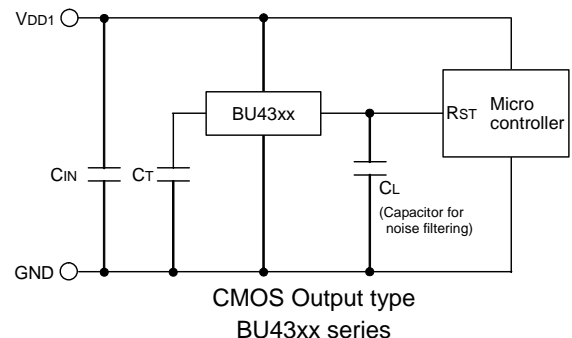 VDD1
BU43xx
RST
Micro
controller
CIN
CT
CL
(Capacitor for
noise filtering)
GND
CMOS Output type
BU43xx series